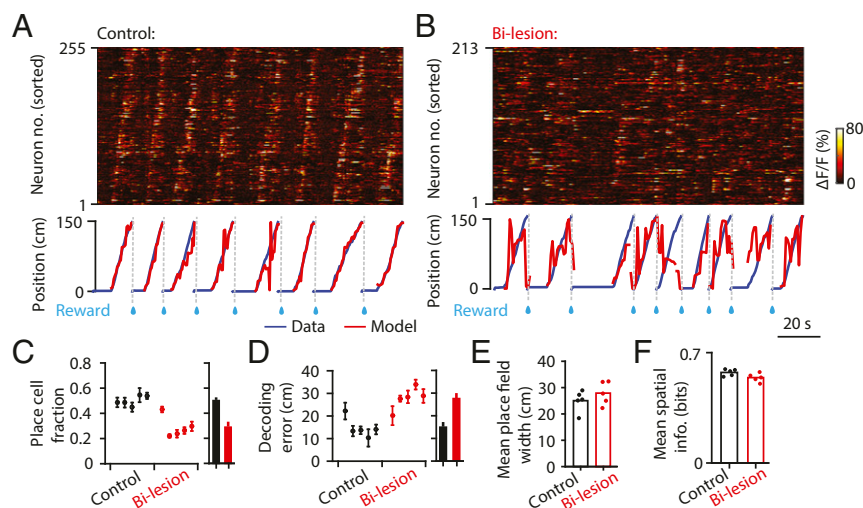 A Control:
255
Neuron no. (sorted)
1
150
Position (cm)
0
Reward
Data
Model
B Bi-lesion:
213
Neuron no. (sorted)
1
150
Position (cm)
0
80
ΔF/F (%)
0
20 s
C
Place cell
fraction
0.8
0.6
0.4
0.2
0
Control
Bi-lesion
D
Decoding
error (cm)
40
30
20
10
0
Control
Bi-lesion
E
Mean place field
width (cm)
60
40
20
0
Control
Bi-lesion
F
Mean spatial
info. (bits)
0.7
0
Control
Bi-lesion